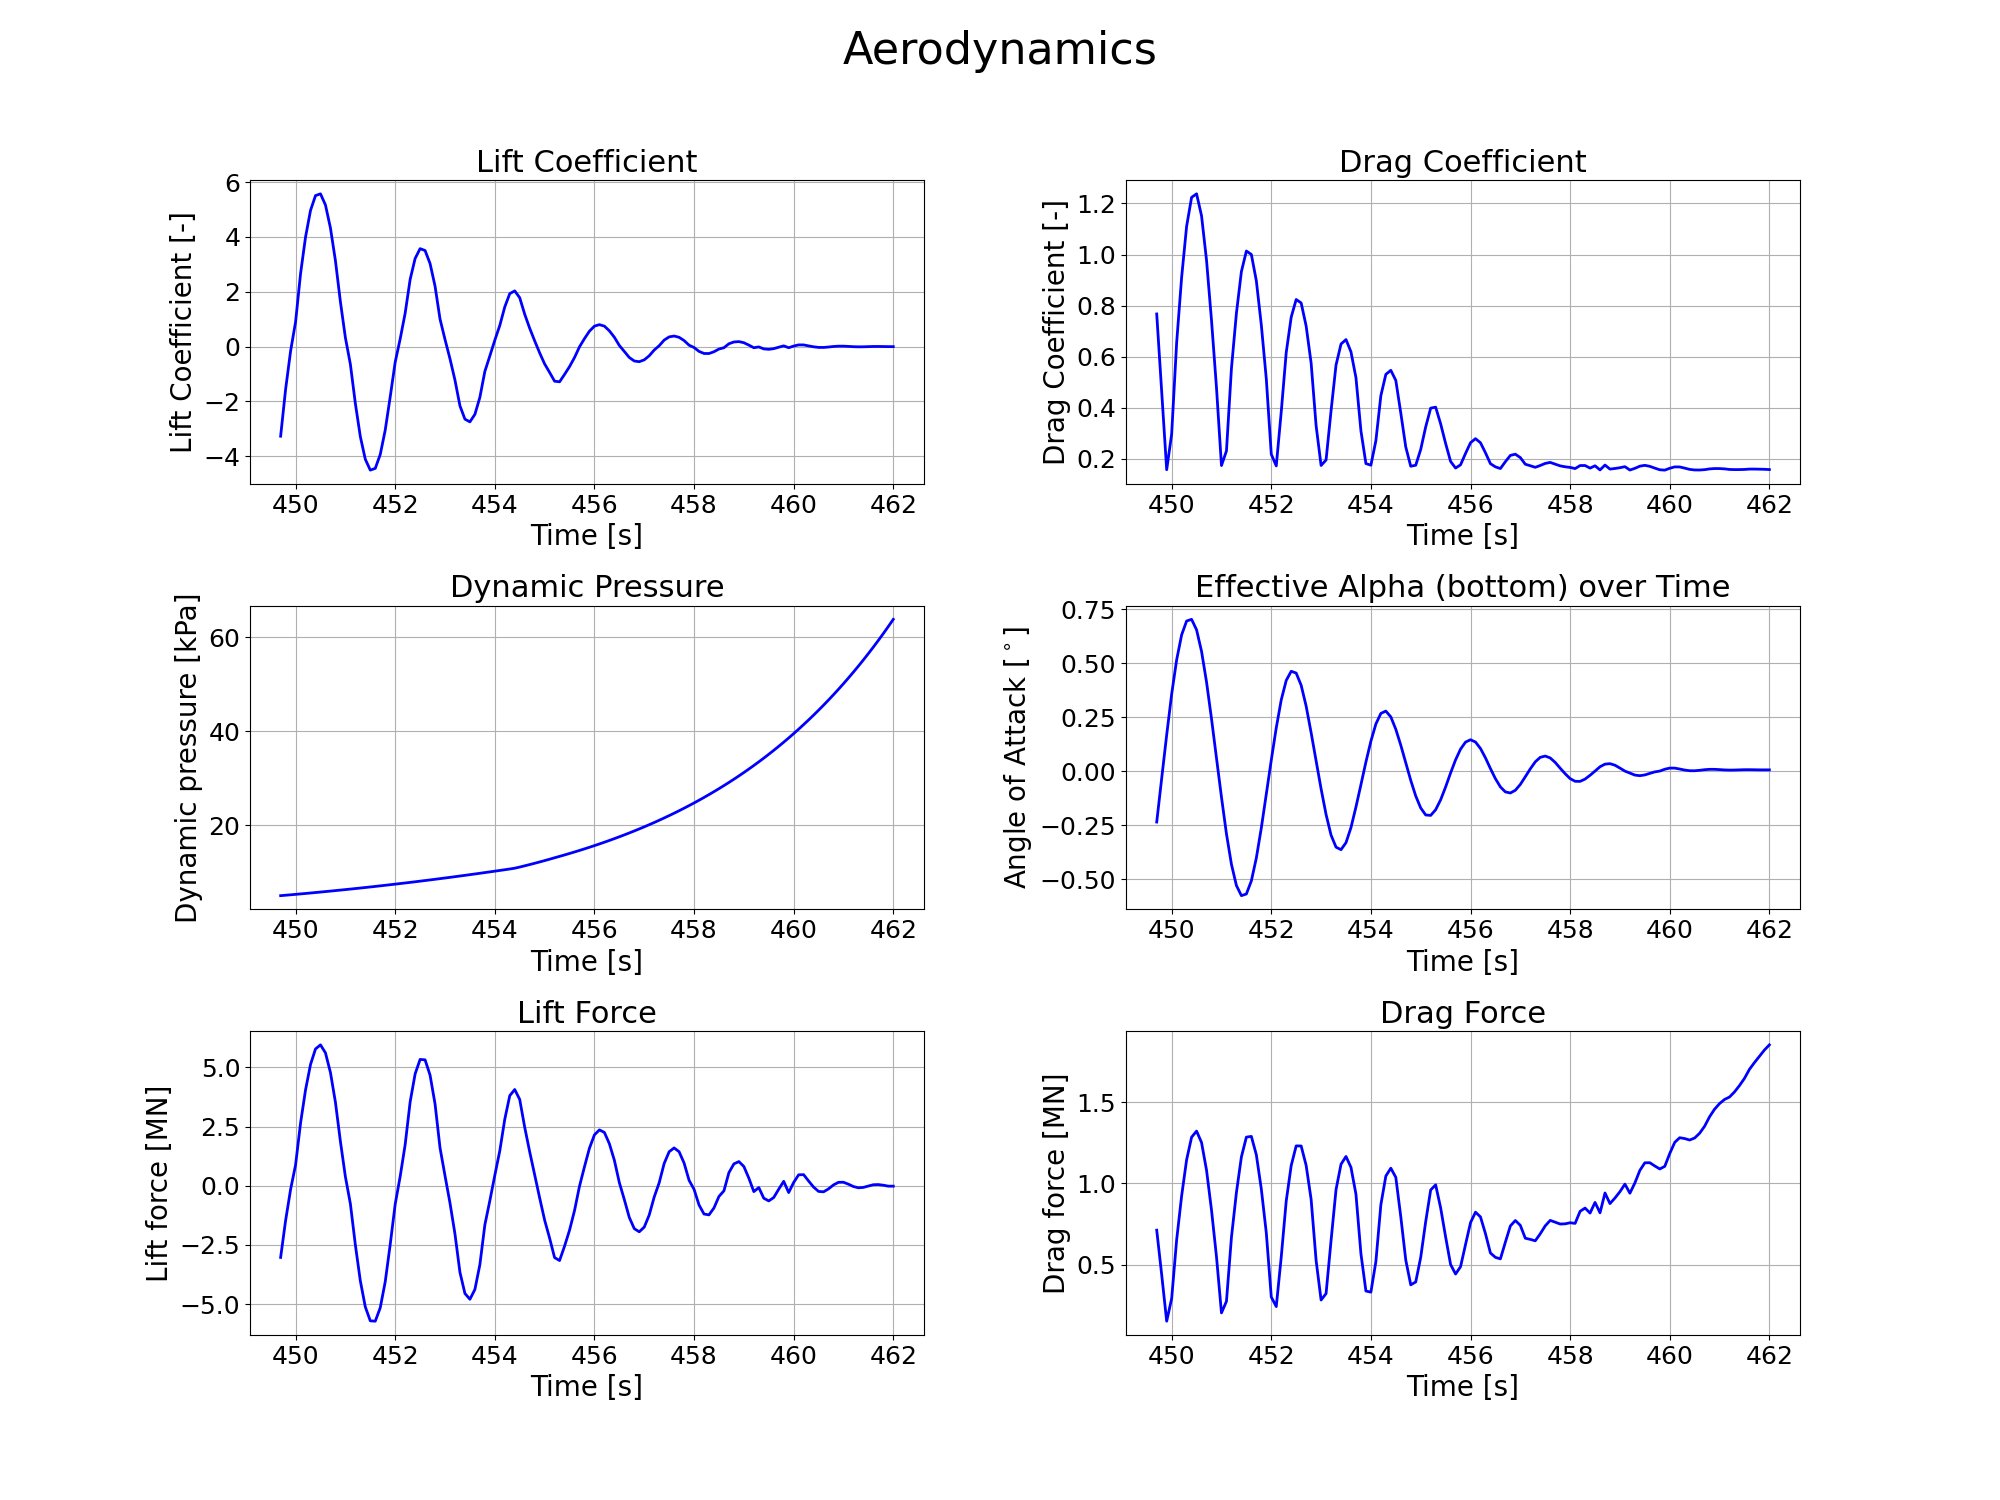 Aerodynamics
Lift Coefficient
Lift Coefficient [-]
6
4
2
0
−2
−4
450 452 454 456 458 460 462
Time [s]
Drag Coefficient
Drag Coefficient [-]
1.2
1.0
0.8
0.6
0.4
0.2
450 452 454 456 458 460 462
Time [s]
Dynamic Pressure
Dynamic pressure [kPa]
60
40
20
450 452 454 456 458 460 462
Time [s]
Effective Alpha (bottom) over Time
Angle of Attack [°]
0.75
0.50
0.25
0.00
−0.25
−0.50
450 452 454 456 458 460 462
Time [s]
Lift Force
Lift force [MN]
5.0
2.5
0.0
−2.5
−5.0
450 452 454 456 458 460 462
Time [s]
Drag Force
Drag force [MN]
1.5
1.0
0.5
450 452 454 456 458 460 462
Time [s]